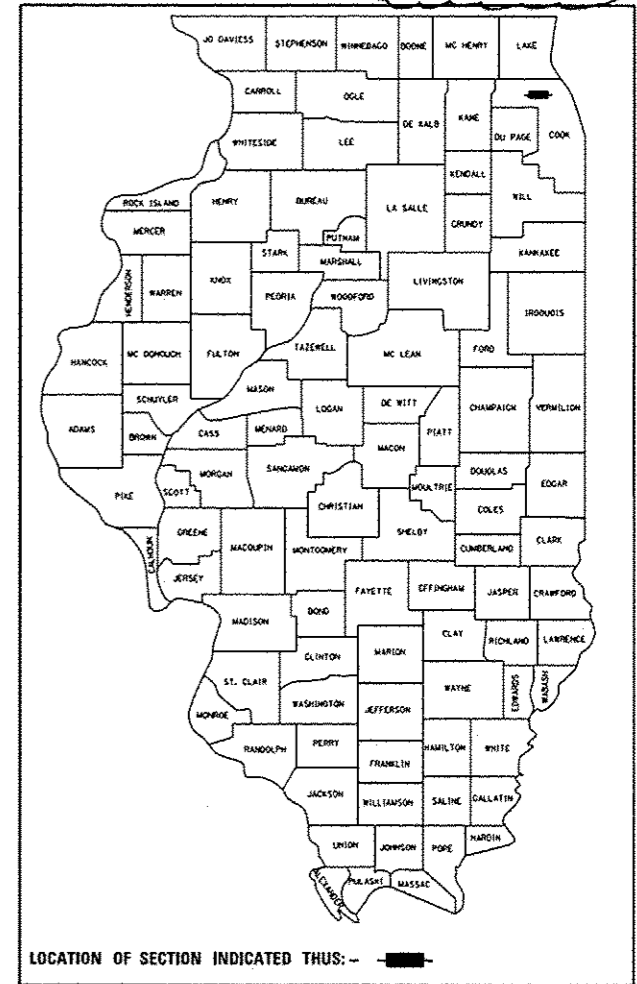 JO DAVIESS STEPHENSON WINNEBAGO BOONE MC HENRY LAKE
CARROLL OGLE DE KALB KANE DU PAGE COOK
WHITESIDE LEE KENDALL WILL
ROCK ISLAND HENRY BUREAU LA SALLE GRUNDY
MERCER PUTNAM KANKAKEE
STARK MARSHALL LIVINGSTON
HENDERSON WARREN KNOX PEORIA WOODFORD IROQUOIS
HANCOCK MC DONOUGH FULTON TAZEWELL MC LEAN FORD
SCHUYLER MASON LOGAN DE WITT CHAMPAIGN VERMILION
ADAMS BROWN CASS MENARD MACON PIATT
PIKE SCOTT MORGAN SANGAMON CHRISTIAN MOULTRIE DOUGLAS EDGAR
COLES
CALHOUN GREENE MACOUPIN MONTGOMERY SHELBY CUMBERLAND CLARK
JERSEY FAYETTE EFFINGHAM JASPER CRAWFORD
MADISON BOND CLAY RICHLAND LAWRENCE
CLINTON MARION
ST. CLAIR WASHINGTON WAYNE EDWARDS WABASH
MONROE JEFFERSON
RANDOLPH PERRY HAMILTON WHITE
FRANKLIN
JACKSON WILLIAMSON SALINE GALLATIN
UNION JOHNSON POPE HARDIN
ALEXANDER PULASKI MASSAC
LOCATION OF SECTION INDICATED THUS:-